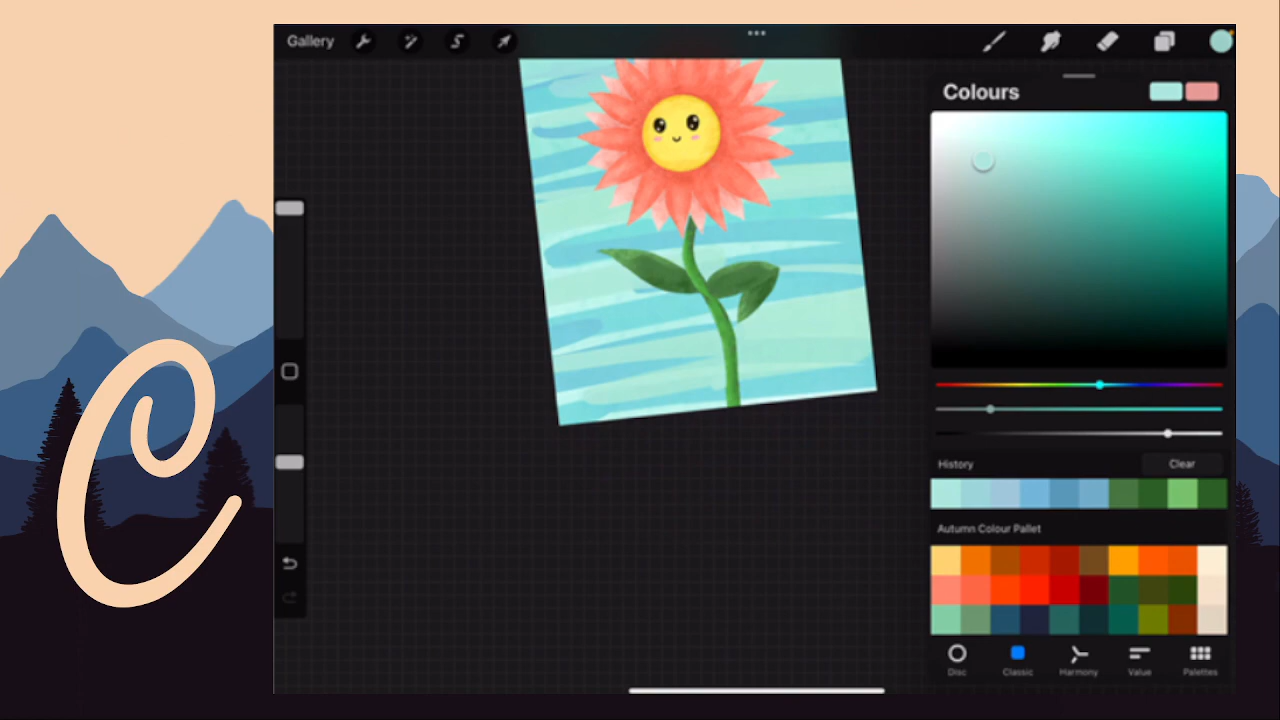 C
Gallery
Colours
History
Clear
Autumn Colour Pallet
Disc
Classic
Harmony
Value
Palettes